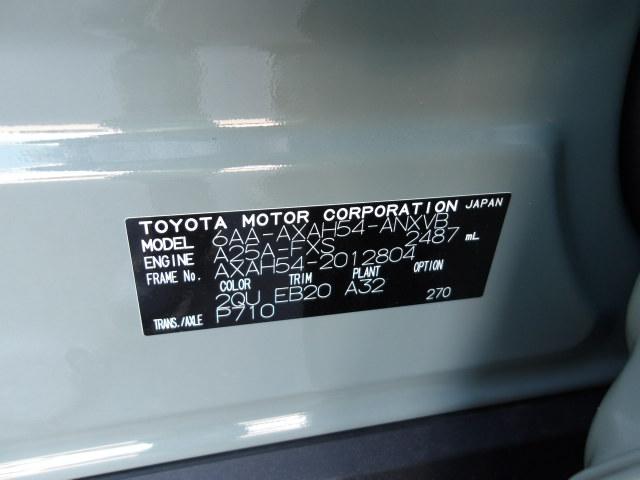 TOYOTA MOTOR CORPORATION JAPAN
MODEL 6AA-AXAH54-ANXVB
ENGINE A25A-FXS 2487 mL
FRAME No. AXAH54-2012804
COLOR TRIM PLANT OPTION
2QU EB20 A32 270
TRANS./AXLE P710